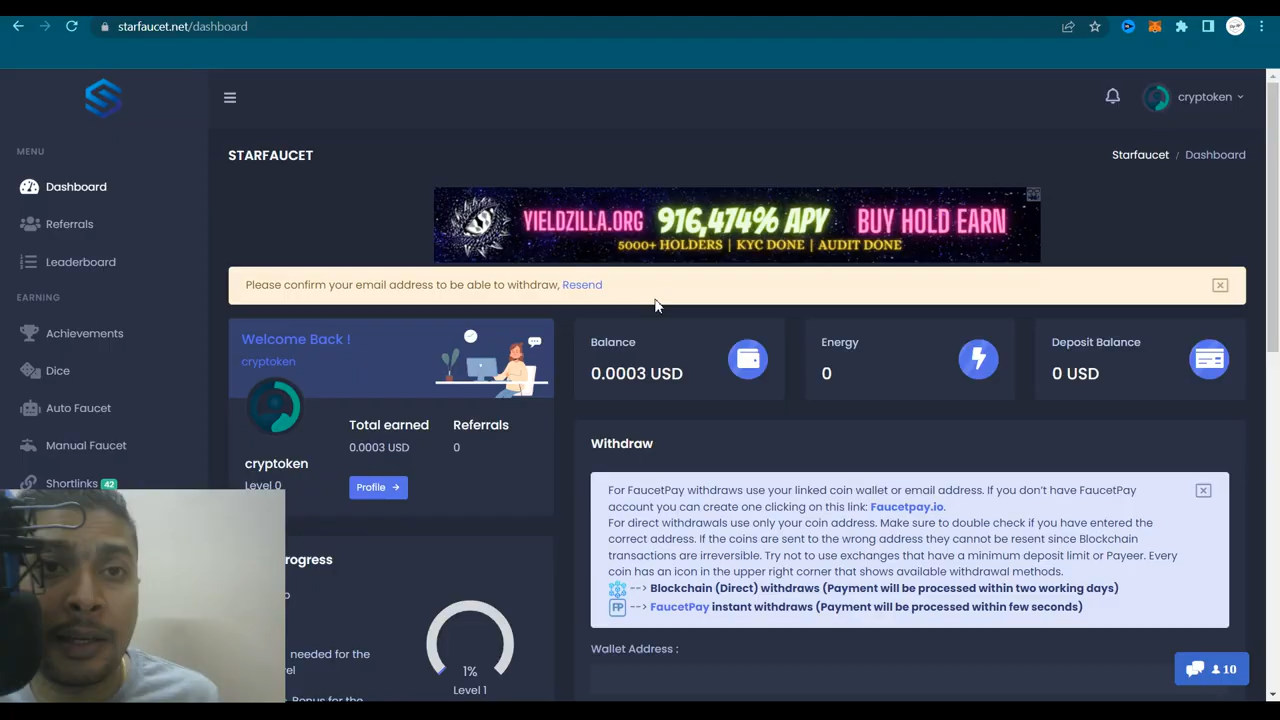 starfaucet.net/dashboard
cryptoken
MENU
STARFAUCET
Starfaucet / Dashboard
Dashboard
YIELDZILLA.ORG 916,474% APY BUY HOLD EARN
5000+ HOLDERS | KYC DONE | AUDIT DONE
Referrals
Leaderboard
Please confirm your email address to be able to withdraw, Resend
EARNING
Achievements
Dice
Auto Faucet
Manual Faucet
Shortlinks 42
Welcome Back !
cryptoken
Total earned
0.0003 USD
Referrals
0
cryptoken
Level 0
Profile
Balance
0.0003 USD
Energy
0
Deposit Balance
0 USD
Withdraw
For FaucetPay withdraws use your linked coin wallet or email address. If you don't have FaucetPay
account you can create one clicking on this link: Faucetpay.io.
For direct withdrawals use only your coin address. Make sure to double check if you have entered the
correct address. If the coins are sent to the wrong address they cannot be resent since Blockchain
transactions are irreversible. Try not to use exchanges that have a minimum deposit limit or Payeer. Every
coin has an icon in the upper right corner that shows available withdrawal methods.
--> Blockchain (Direct) withdraws (Payment will be processed within two working days)
FP --> FaucetPay instant withdraws (Payment will be processed within few seconds)
Wallet Address :
needed for the
1%
Level 1
Bonus for the
10